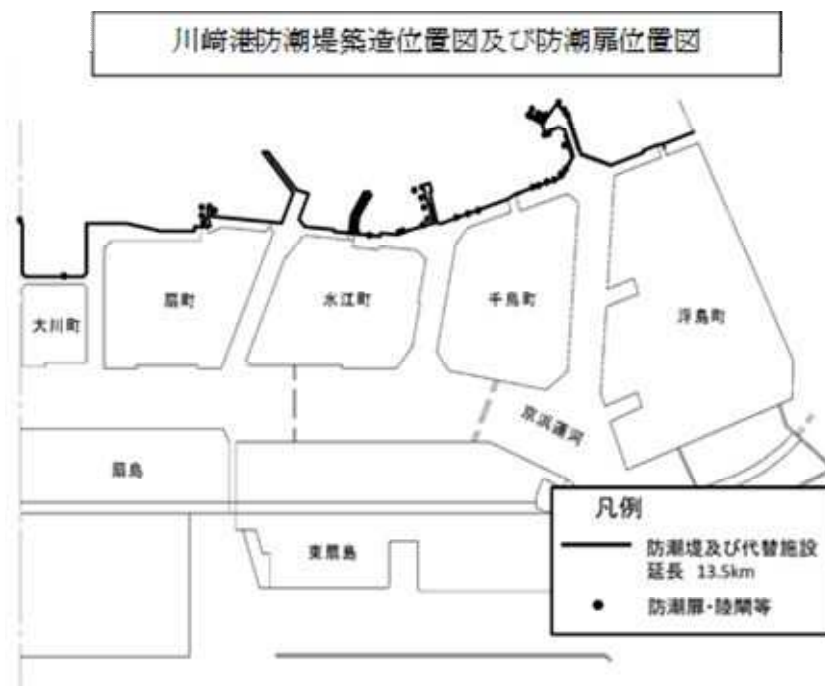 川崎港防潮堤築造位置図及び防潮扉位置図
大川町
扇町
水江町
千鳥町
浮島町
京浜運河
扇島
東扇島
凡例
防潮堤及び代替施設
延長 13.5km
防潮扉・陸閘等